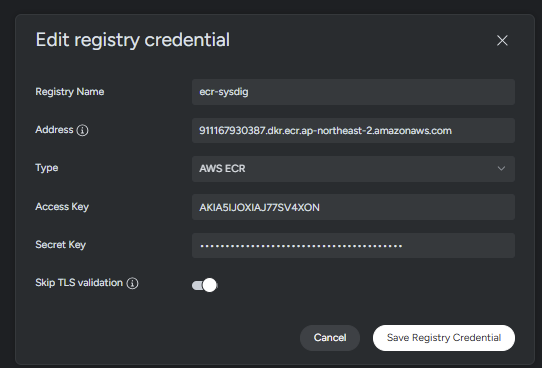 Edit registry credential
Registry Name
ecr-sysdig
Address
911167930387.dkr.ecr.ap-northeast-2.amazonaws.com
Type
AWS ECR
Access Key
AKIA5IJOXIAJ77SV4XON
Secret Key
••••••••••••••••••••••••••••••••••••••••
Skip TLS validation
Cancel
Save Registry Credential